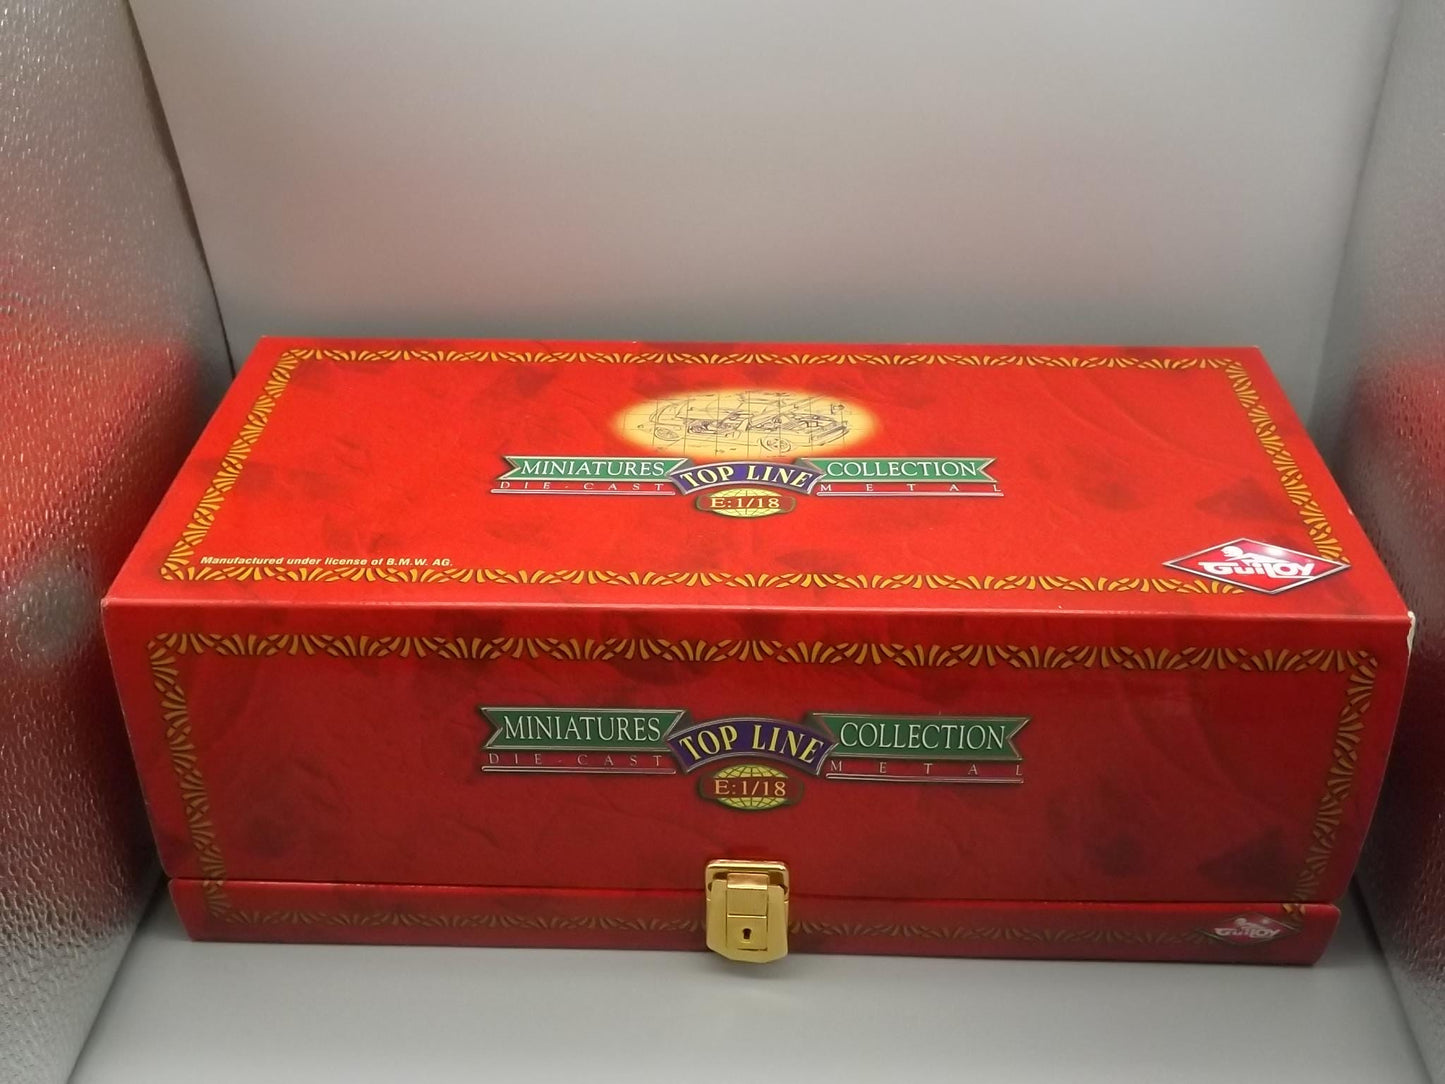 MINIATURES TOP LINE COLLECTION
DIE-CAST METAL
E:1/18
Manufactured under license of B.M.W. AG.
GUILOY
MINIATURES TOP LINE COLLECTION
DIE-CAST METAL
E:1/18
GUILOY